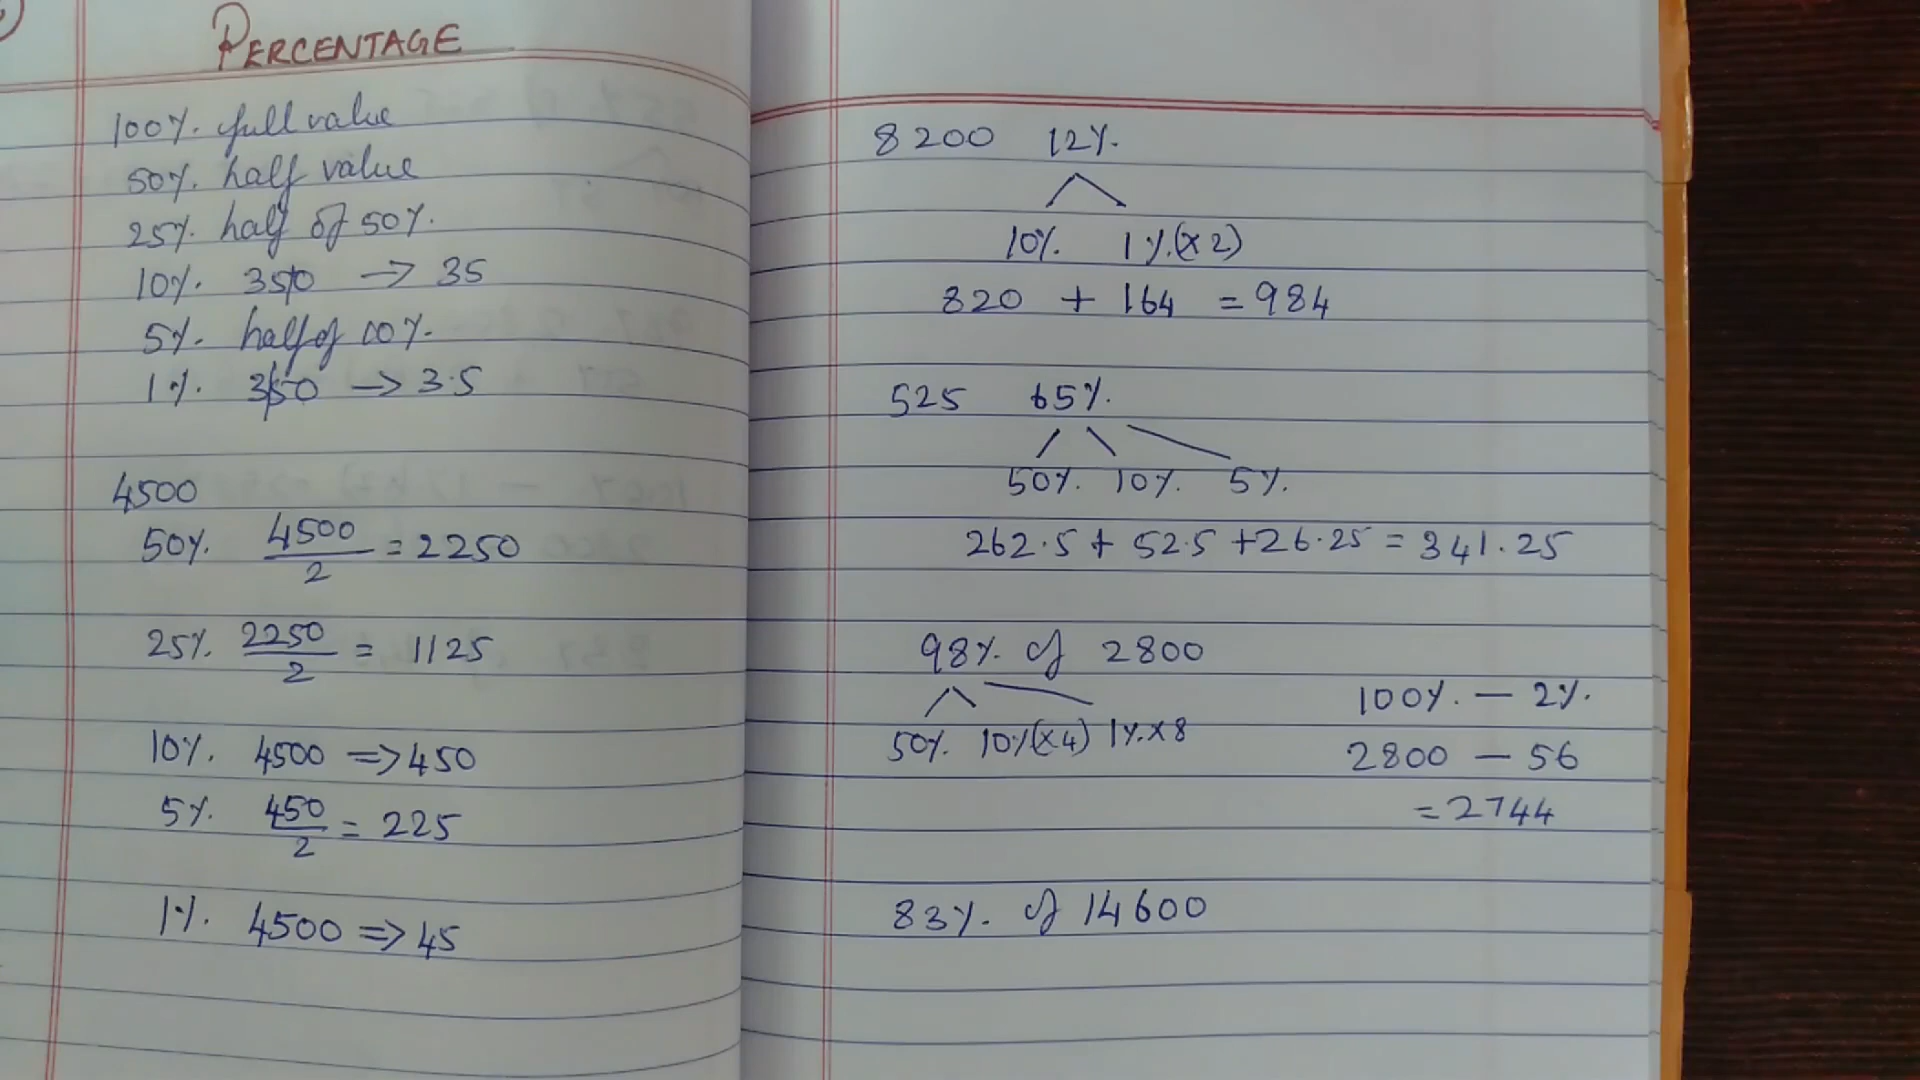 PERCENTAGE
100% full value
50% half value
25% half of 50%.
10% 350 -> 35
5% half of 10%.
1% 350 -> 3.5
4500
50% 4500/2 = 2250
25% 2250/2 = 1125
10% 4500 => 450
5% 450/2 = 225
1% 4500 => 45
8200 12%
10% 1%(x2)
820 + 164 = 984
525 65%
50% 10% 5%
262.5 + 52.5 + 26.25 = 341.25
98% of 2800
50% 10%(x4) 1%x8
100% - 2%
2800 - 56
= 2744
83% of 14600